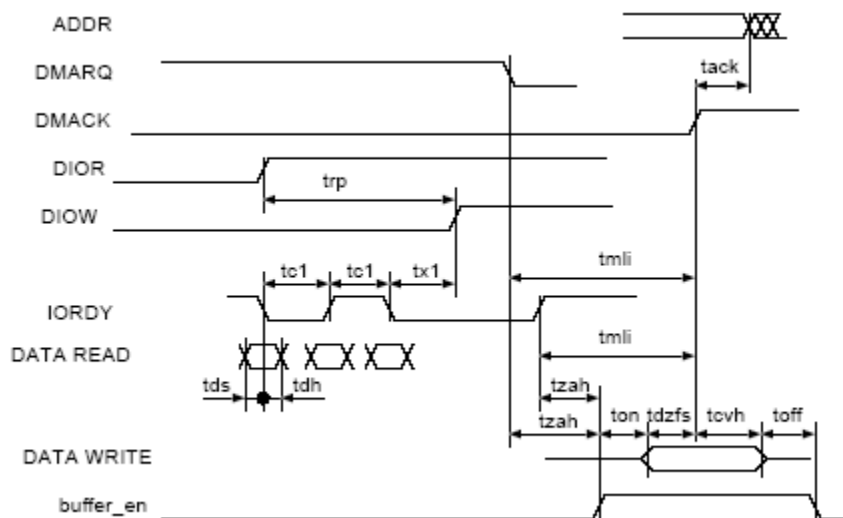 ADDR
DMARQ
tack
DMACK
DIOR
trp
DIOW
tc1 tc1 tx1 tmli
IORDY
DATA READ
tmli
tds tdh
tzah
tzah ton tdzfs tcvh toff
DATA WRITE
buffer_en